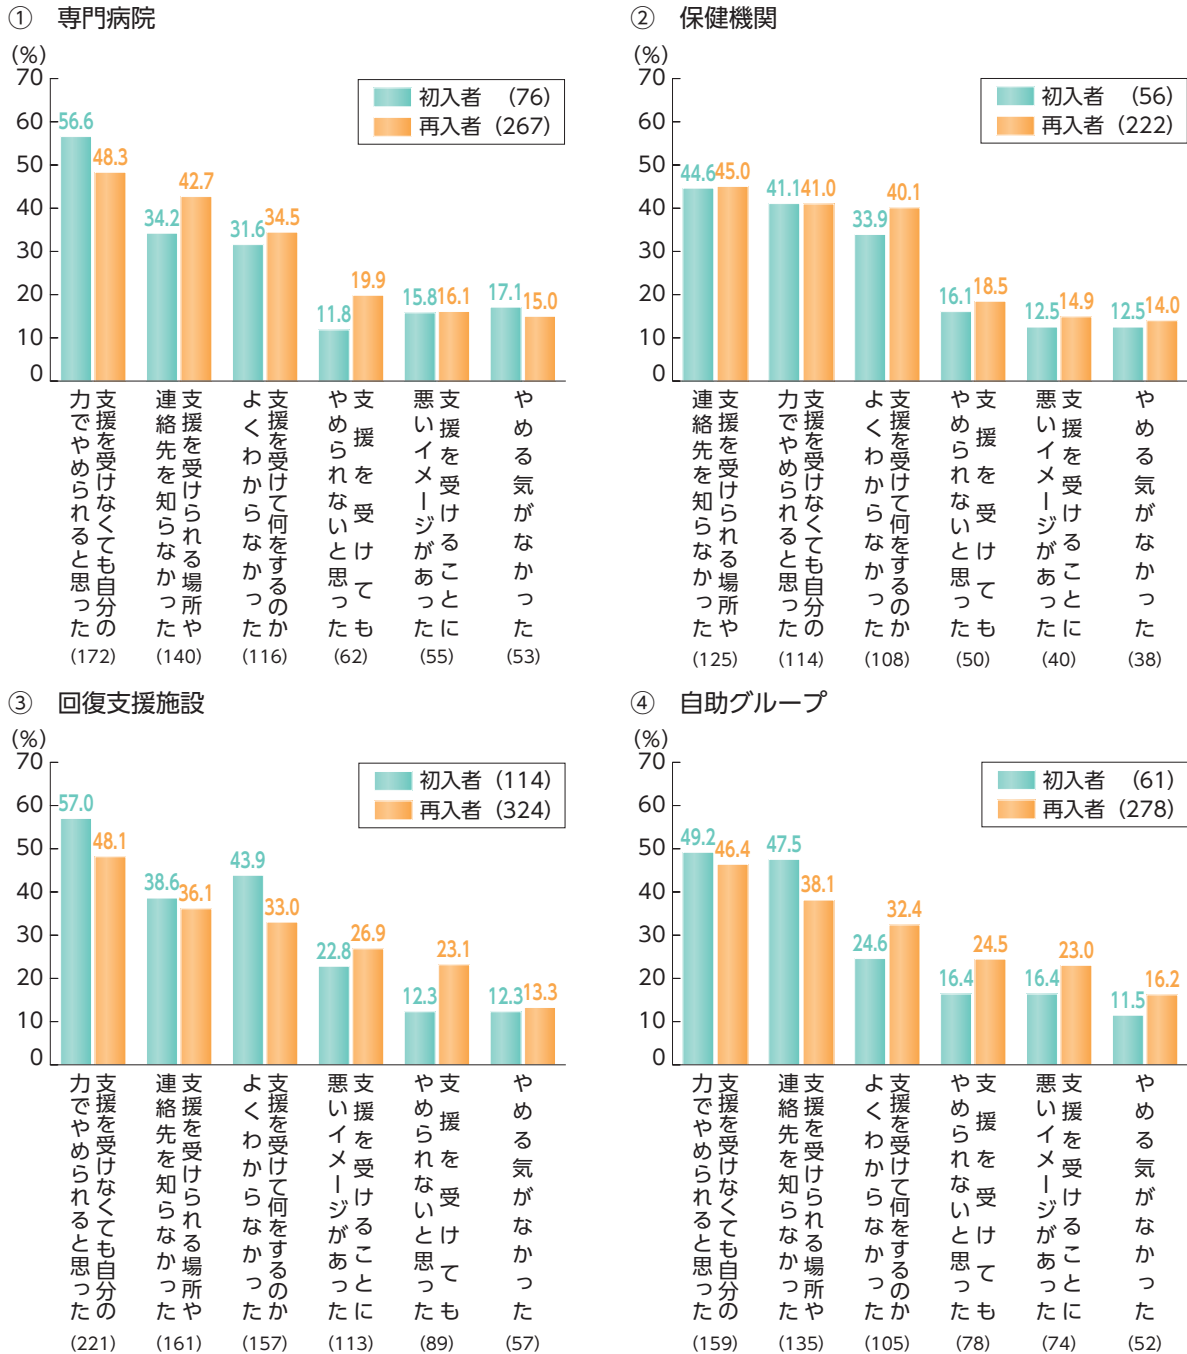 ① 専門病院
(%)
70
60
50
40
30
20
10
0
初入者 (76)
再入者 (267)
56.6
48.3
34.2
42.7
31.6
34.5
11.8
19.9
15.8
16.1
17.1
15.0
支援を受けなくても自分の
力でやめられると思った
(172)
支援を受けられる場所や
連絡先を知らなかった
(140)
支援を受けて何をするのか
よくわからなかった
(116)
支援を受けても
やめられないと思った
(62)
支援を受けることに
悪いイメージがあった
(55)
やめる気がなかった
(53)
② 保健機関
(%)
70
60
50
40
30
20
10
0
初入者 (56)
再入者 (222)
44.6
45.0
41.1
41.0
33.9
40.1
16.1
18.5
12.5
14.9
12.5
14.0
支援を受けられる場所や
連絡先を知らなかった
(125)
支援を受けなくても自分の
力でやめられると思った
(114)
支援を受けて何をするのか
よくわからなかった
(108)
支援を受けても
やめられないと思った
(50)
支援を受けることに
悪いイメージがあった
(40)
やめる気がなかった
(38)
③ 回復支援施設
(%)
70
60
50
40
30
20
10
0
初入者 (114)
再入者 (324)
57.0
48.1
38.6
36.1
43.9
33.0
22.8
26.9
12.3
23.1
12.3
13.3
支援を受けなくても自分の
力でやめられると思った
(221)
支援を受けられる場所や
連絡先を知らなかった
(161)
支援を受けて何をするのか
よくわからなかった
(157)
支援を受けることに
悪いイメージがあった
(113)
支援を受けても
やめられないと思った
(89)
やめる気がなかった
(57)
④ 自助グループ
(%)
70
60
50
40
30
20
10
0
初入者 (61)
再入者 (278)
49.2
46.4
47.5
38.1
24.6
32.4
16.4
24.5
16.4
23.0
11.5
16.2
支援を受けなくても自分の
力でやめられると思った
(159)
支援を受けられる場所や
連絡先を知らなかった
(135)
支援を受けて何をするのか
よくわからなかった
(105)
支援を受けても
やめられないと思った
(78)
支援を受けることに
悪いイメージがあった
(74)
やめる気がなかった
(52)